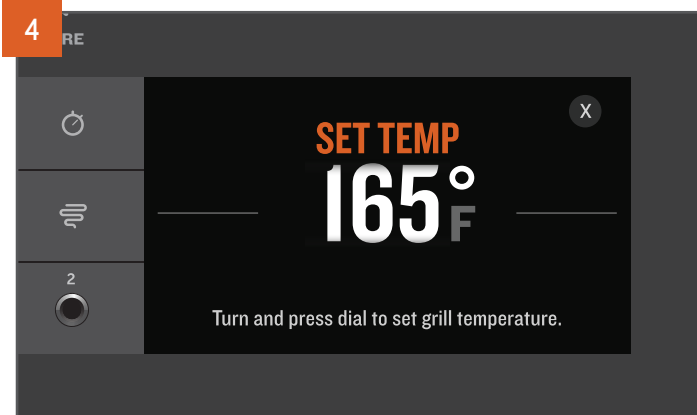 4
RE
X
SET TEMP
165°F
2
Turn and press dial to set grill temperature.